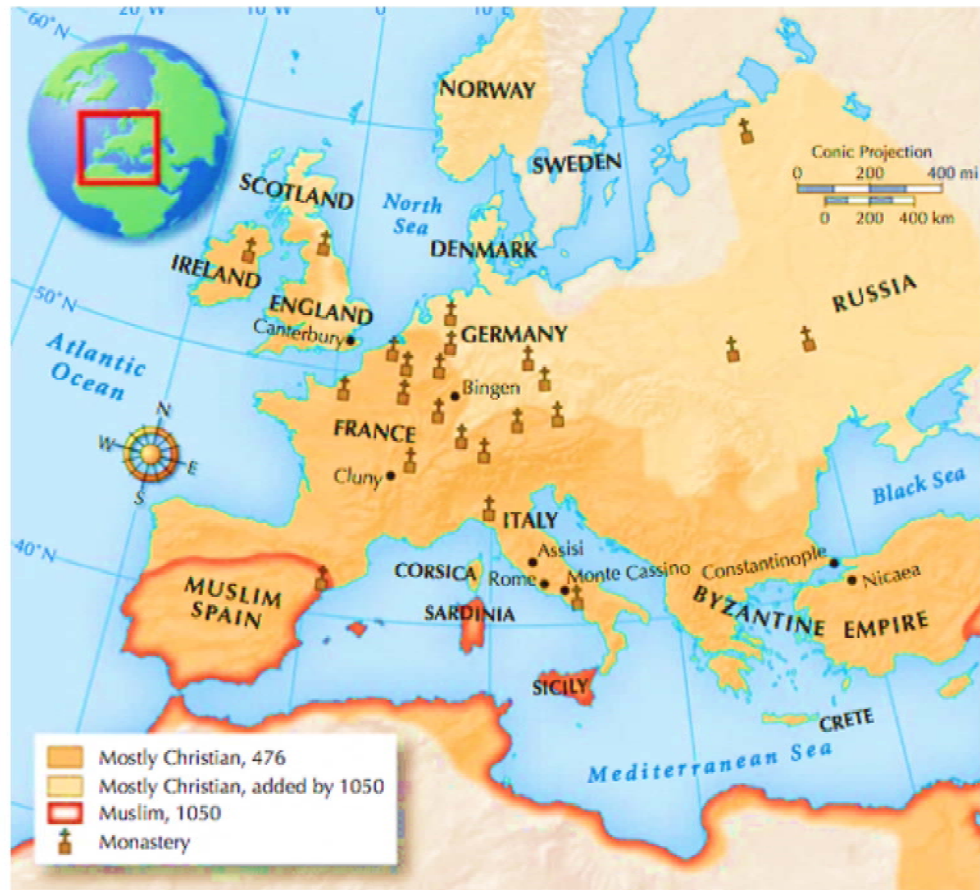 20°W
10°W
0
10°E
60°N
NORWAY
Conic Projection
0 200 400 mi
0 200 400 km
SWEDEN
SCOTLAND
North
Sea
DENMARK
IRELAND
RUSSIA
50°N
ENGLAND
Canterbury
GERMANY
Atlantic
Ocean
Bingen
N
W
E
S
FRANCE
Cluny
Black Sea
ITALY
40°N
Assisi
CORSICA
Rome
Monte Cassino
Constantinople
Nicaea
MUSLIM
SPAIN
SARDINIA
BYZANTINE EMPIRE
SICILY
CRETE
Mediterranean Sea
Mostly Christian, 476
Mostly Christian, added by 1050
Muslim, 1050
Monastery